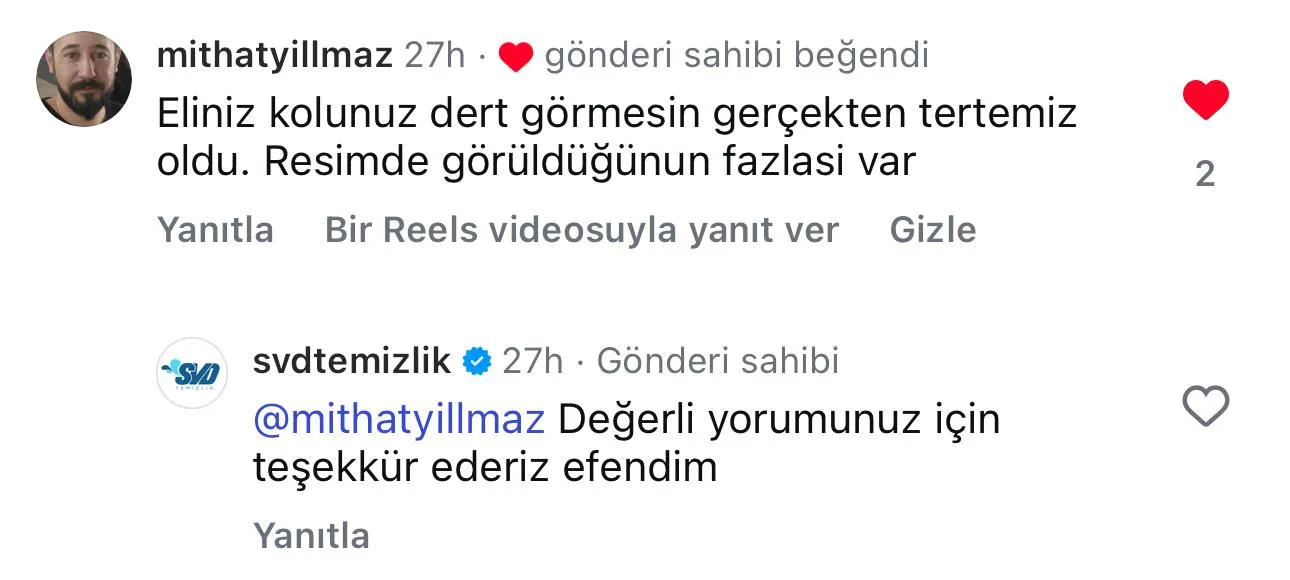 mithatyillmaz 27h · ❤ gönderi sahibi beğendi
Eliniz kolunuz dert görmesin gerçekten tertemiz
oldu. Resimde görüldüğünun fazlasi var
2
Yanıtla Bir Reels videosuyla yanıt ver Gizle
SVD
TEMİZLİK
svdtemizlik 27h · Gönderi sahibi
@mithatyillmaz Değerli yorumunuz için
teşekkür ederiz efendim
Yanıtla